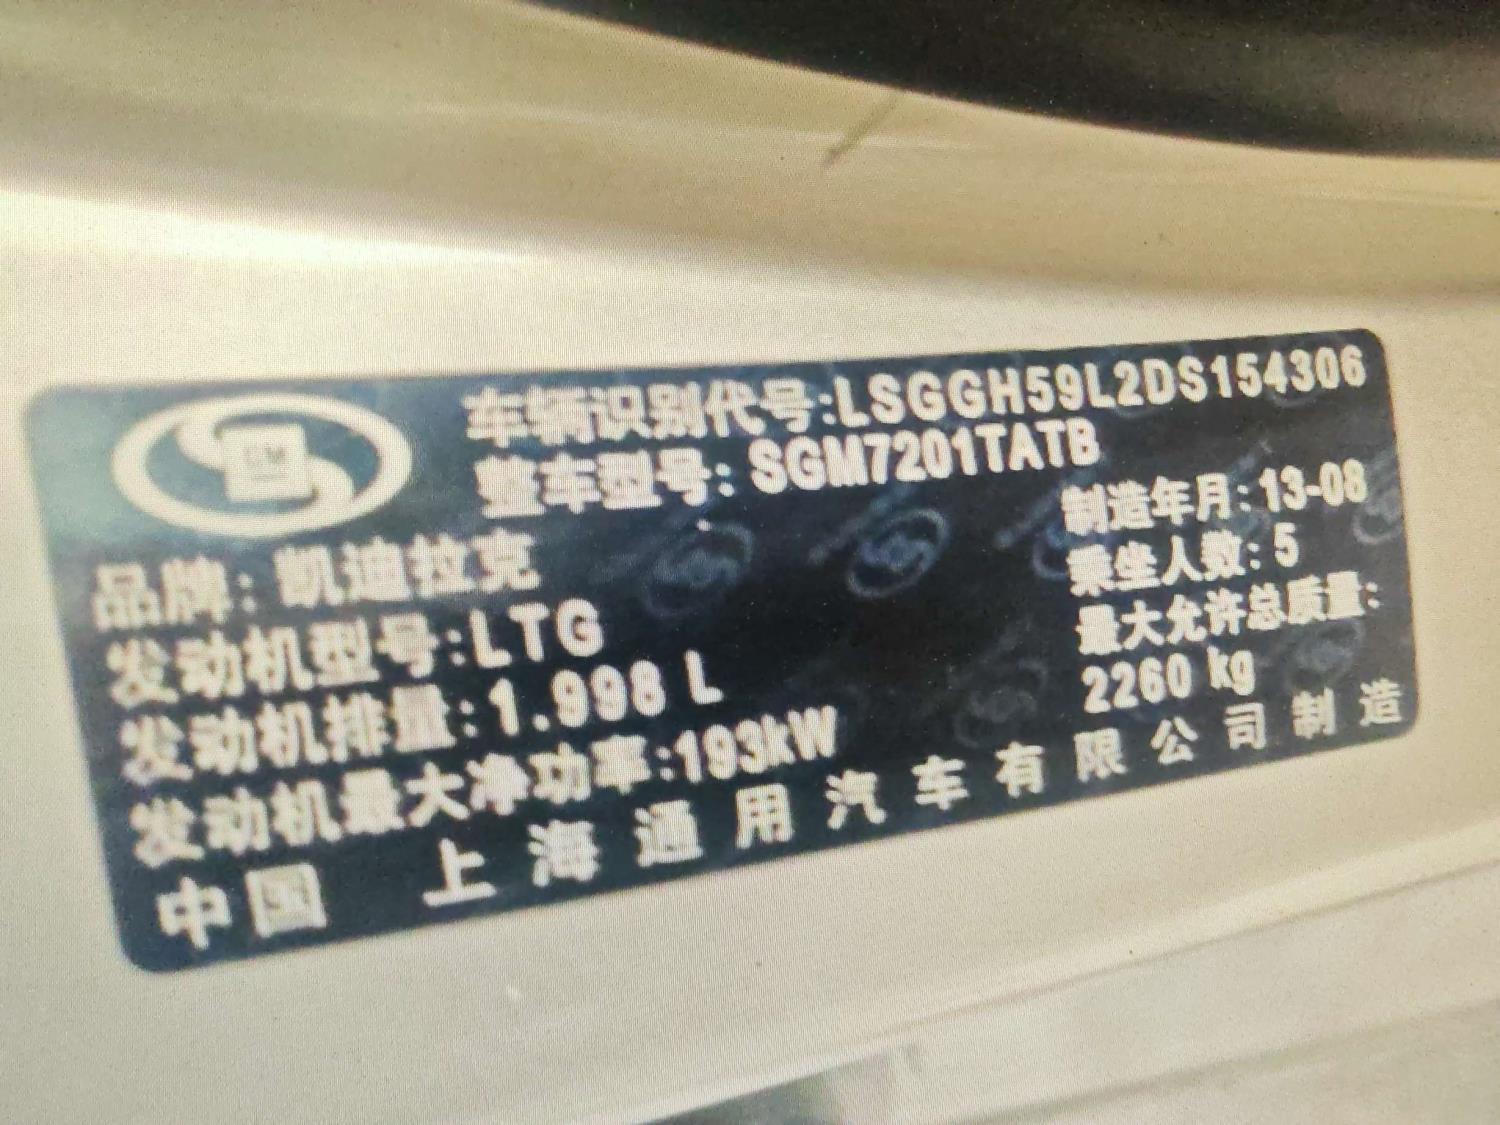 GM
车辆识别代号:LSGGH59L2DS154306
整车型号: SGM7201TATB
制造年月: 13-08
品牌: 凯迪拉克
乘坐人数: 5
发动机型号:LTG
最大允许总质量:
发动机排量:1.998 L
2260 kg
发动机最大净功率:193kW
中国 上海通用汽车有限公司制造